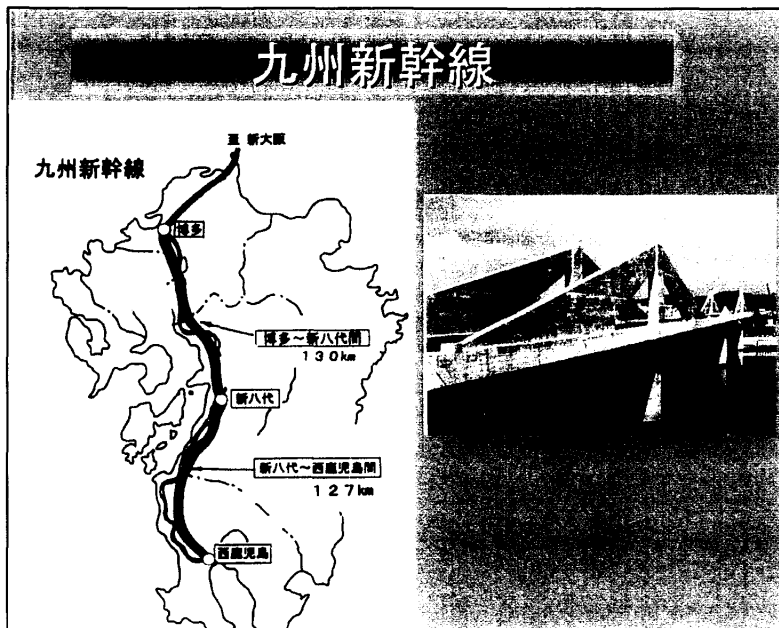 九州新幹線
至 新大阪
九州新幹線
博多
博多～新八代間
130km
新八代
新八代～西鹿児島間
127km
西鹿児島